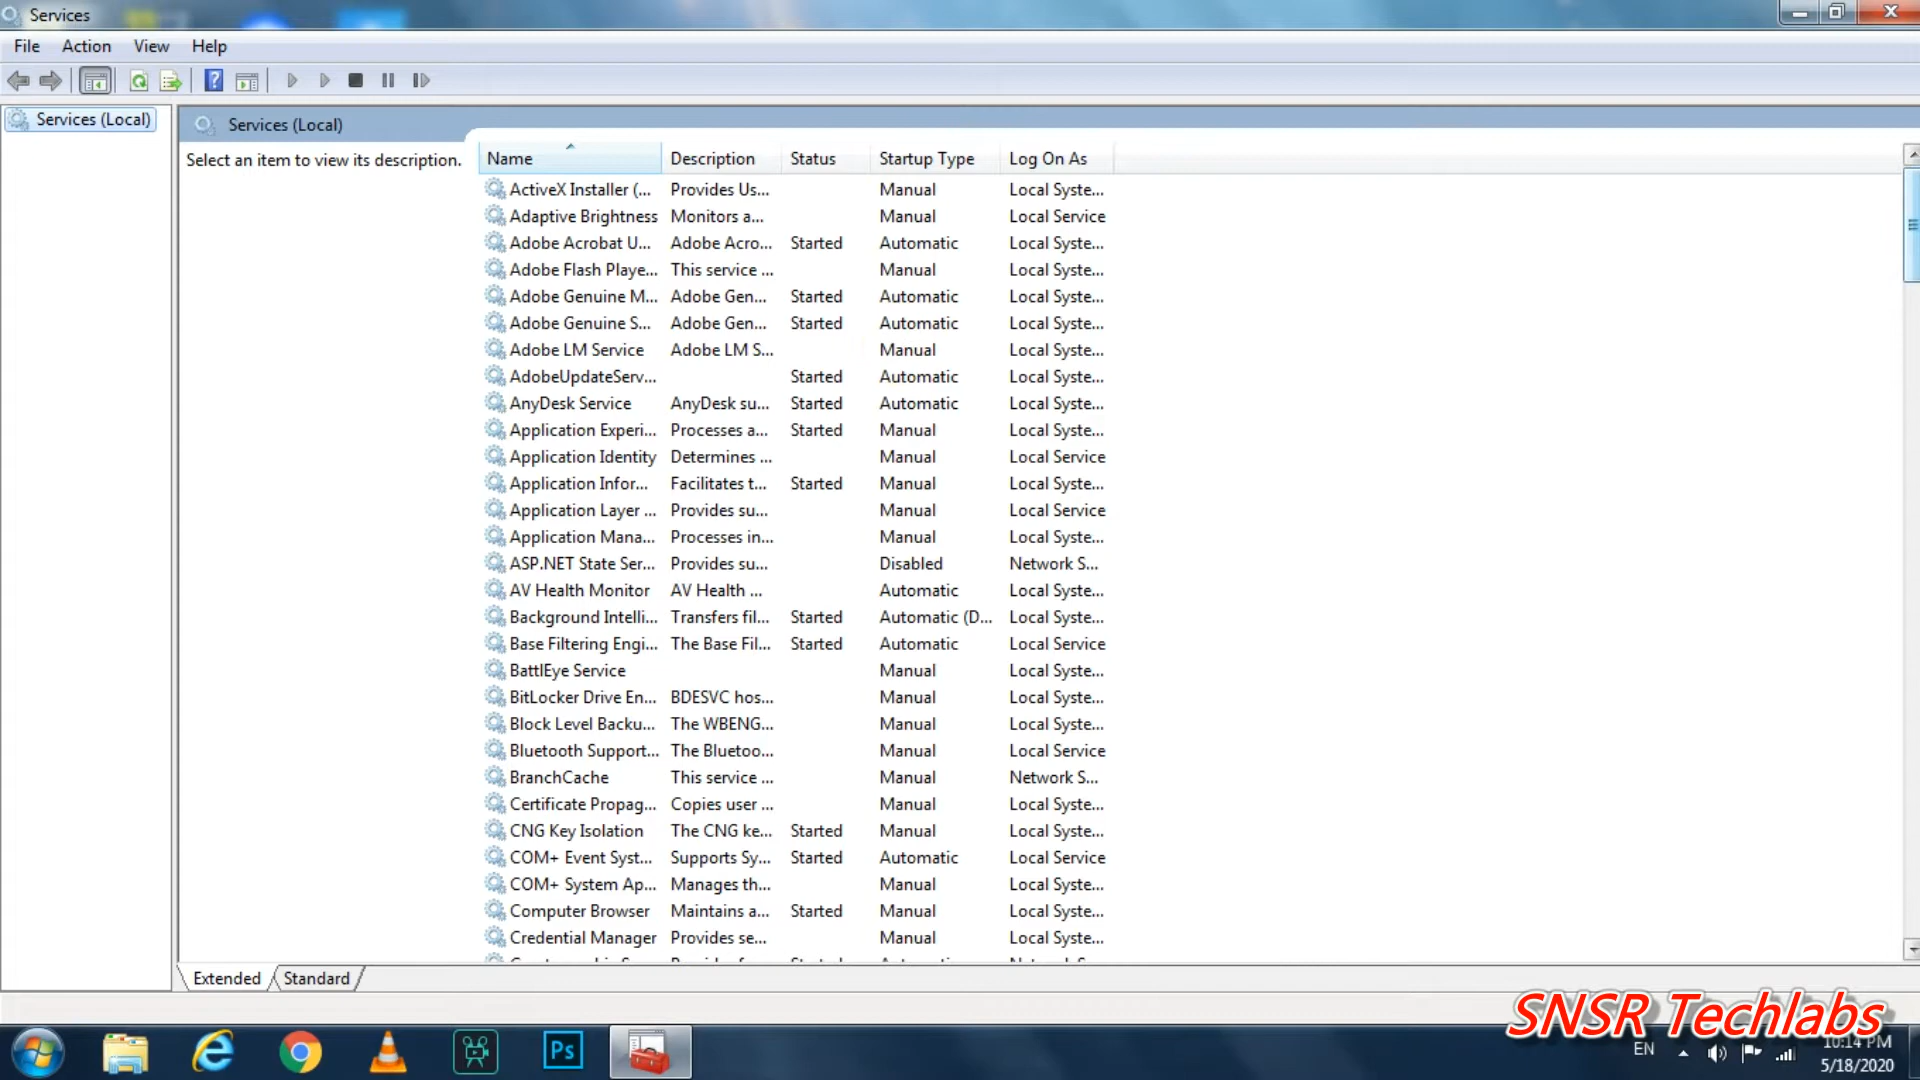 Services
File Action View Help
Services (Local)
Services (Local)
Select an item to view its description.
Name Description Status Startup Type Log On As
ActiveX Installer (... Provides Us... Manual Local Syste...
Adaptive Brightness Monitors a... Manual Local Service
Adobe Acrobat U... Adobe Acro... Started Automatic Local Syste...
Adobe Flash Playe... This service ... Manual Local Syste...
Adobe Genuine M... Adobe Gen... Started Automatic Local Syste...
Adobe Genuine S... Adobe Gen... Started Automatic Local Syste...
Adobe LM Service Adobe LM S... Manual Local Syste...
AdobeUpdateServ... Started Automatic Local Syste...
AnyDesk Service AnyDesk su... Started Automatic Local Syste...
Application Experi... Processes a... Started Manual Local Syste...
Application Identity Determines ... Manual Local Service
Application Infor... Facilitates t... Started Manual Local Syste...
Application Layer ... Provides su... Manual Local Service
Application Mana... Processes in... Manual Local Syste...
ASP.NET State Ser... Provides su... Disabled Network S...
AV Health Monitor AV Health ... Automatic Local Syste...
Background Intelli... Transfers fil... Started Automatic (D... Local Syste...
Base Filtering Engi... The Base Fil... Started Automatic Local Service
BattlEye Service Manual Local Syste...
BitLocker Drive En... BDESVC hos... Manual Local Syste...
Block Level Backu... The WBENG... Manual Local Syste...
Bluetooth Support... The Bluetoo... Manual Local Service
BranchCache This service ... Manual Network S...
Certificate Propag... Copies user ... Manual Local Syste...
CNG Key Isolation The CNG ke... Started Manual Local Syste...
COM+ Event Syst... Supports Sy... Started Automatic Local Service
COM+ System Ap... Manages th... Manual Local Syste...
Computer Browser Maintains a... Started Manual Local Syste...
Credential Manager Provides se... Manual Local Syste...
Extended Standard
SNSR Techlabs
Ps
EN
10:14 PM
5/18/2020